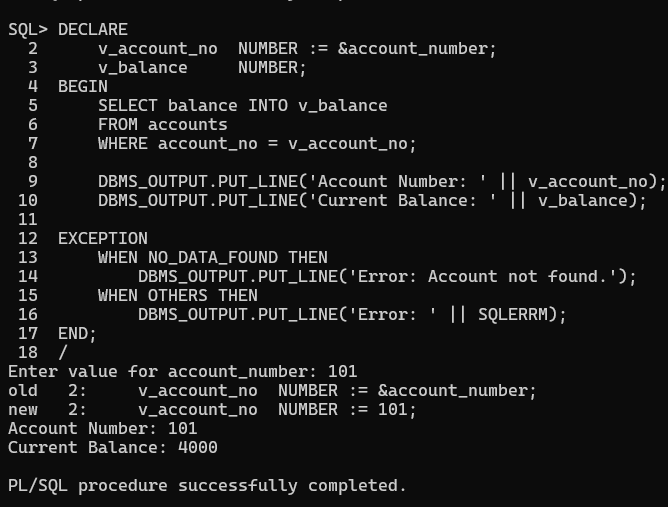 SQL> DECLARE
  2      v_account_no  NUMBER := &account_number;
  3      v_balance     NUMBER;
  4  BEGIN
  5      SELECT balance INTO v_balance
  6      FROM accounts
  7      WHERE account_no = v_account_no;
  8
  9      DBMS_OUTPUT.PUT_LINE('Account Number: ' || v_account_no);
 10      DBMS_OUTPUT.PUT_LINE('Current Balance: ' || v_balance);
 11
 12  EXCEPTION
 13      WHEN NO_DATA_FOUND THEN
 14          DBMS_OUTPUT.PUT_LINE('Error: Account not found.');
 15      WHEN OTHERS THEN
 16          DBMS_OUTPUT.PUT_LINE('Error: ' || SQLERRM);
 17  END;
 18  /
Enter value for account_number: 101
old   2:     v_account_no  NUMBER := &account_number;
new   2:     v_account_no  NUMBER := 101;
Account Number: 101
Current Balance: 4000

PL/SQL procedure successfully completed.